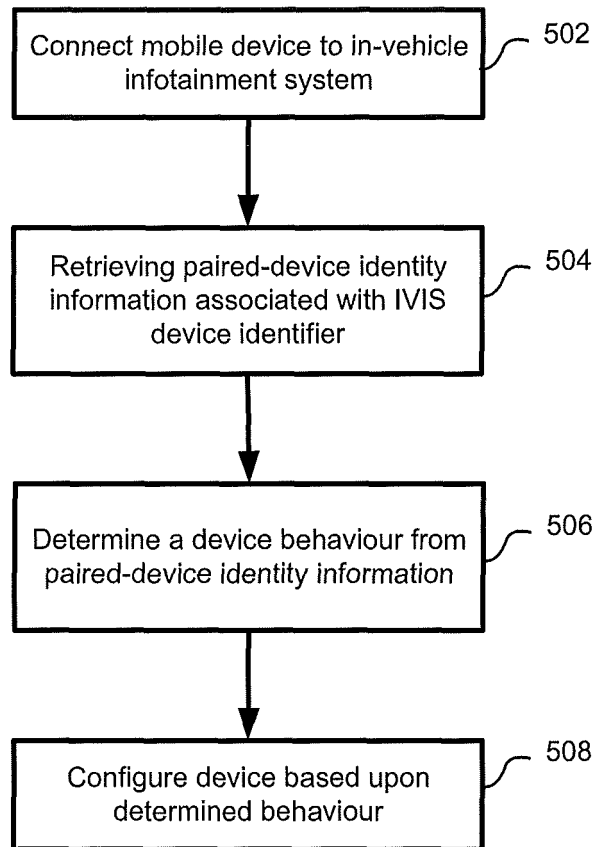 Connect mobile device to in-vehicle
infotainment system
502
Retrieving paired-device identity
information associated with IVIS
device identifier
504
Determine a device behaviour from
paired-device identity information
506
Configure device based upon
determined behaviour
508